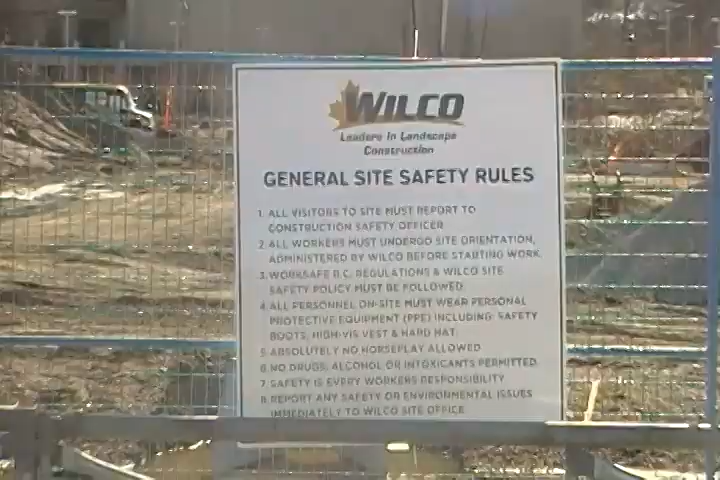 WILCO
Leaders in Landscape
Construction
GENERAL SITE SAFETY RULES
1. ALL VISITORS TO SITE MUST REPORT TO
CONSTRUCTION SAFETY OFFICER
2. ALL WORKERS MUST UNDERGO SITE ORIENTATION,
ADMINISTERED BY WILCO BEFORE STARTING WORK.
3. WORKSAFE B.C. REGULATIONS & WILCO SITE
SAFETY POLICY MUST BE FOLLOWED.
4. ALL PERSONNEL ON-SITE MUST WEAR PERSONAL
PROTECTIVE EQUIPMENT (PPE) INCLUDING: SAFETY
BOOTS, HIGH-VIS VEST & HARD HAT.
5. ABSOLUTELY NO HORSEPLAY ALLOWED
6. NO DRUGS, ALCOHOL OR INTOXICANTS PERMITTED.
7. SAFETY IS EVERY WORKERS RESPONSIBILITY
8. REPORT ANY SAFETY OR ENVIRONMENTAL ISSUES
IMMEDIATELY TO WILCO SITE OFFICE